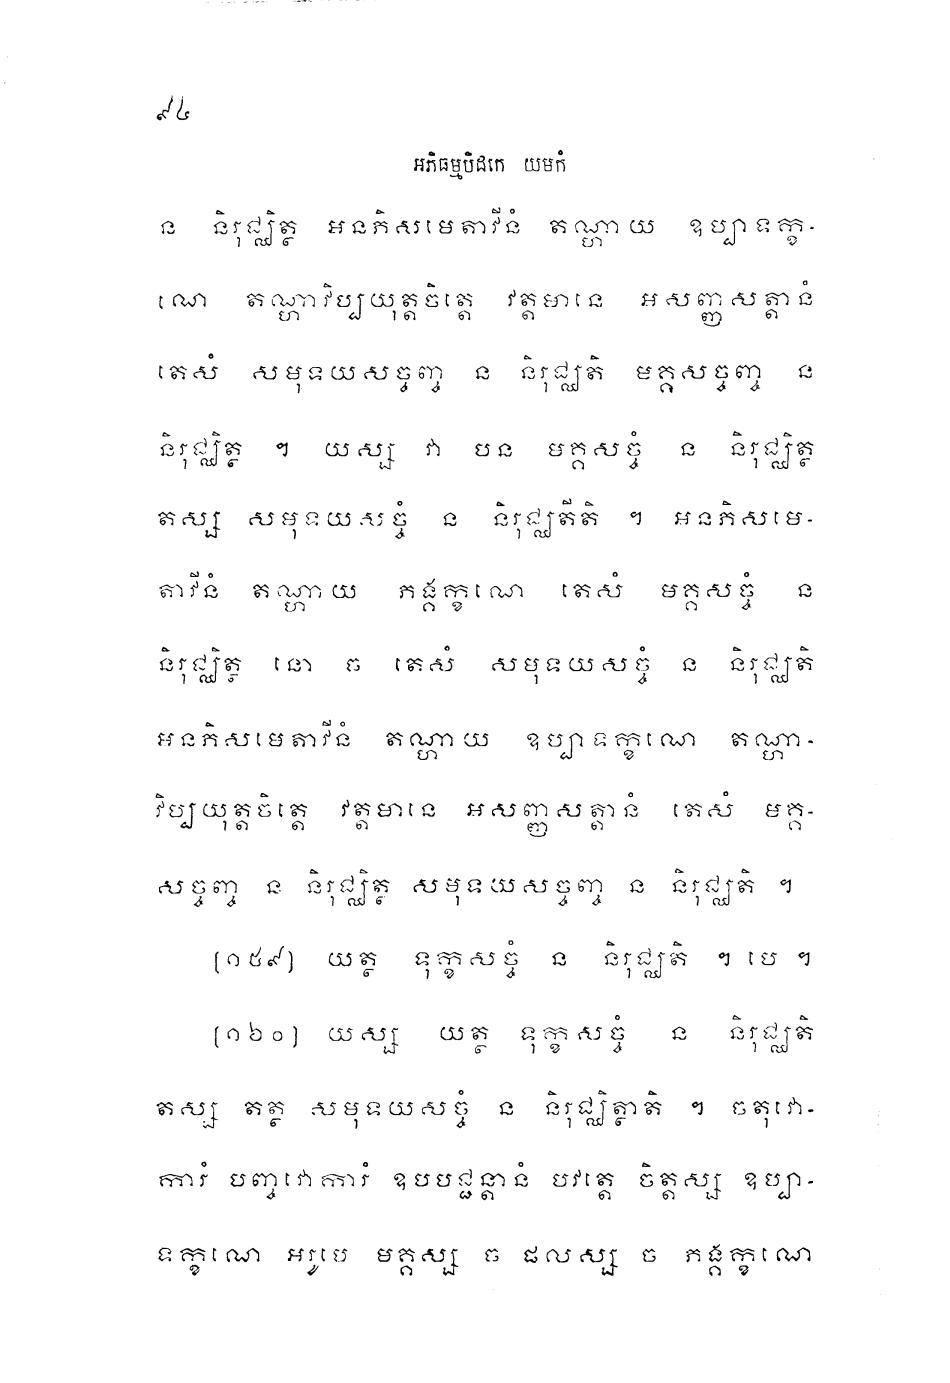 ៩៤
អភិធម្មបិដកេ យមកំ
ន និរុជ្ឈិត្ថ អនភិសមេតាវីនំ តណ្ហាយ ឧប្បាទក្ខ-
ណេ តណ្ហាវិប្បយុត្តចិត្តេ វត្តមានេ អសញ្ញសត្តានំ
តេសំ សមុទយសច្ចញ្ច ន និរុជ្ឈតិ មគ្គសច្ចញ្ច ន
និរុជ្ឈិត្ថ ។ យស្ស វា បន មគ្គសច្ចំ ន និរុជ្ឈិត្ថ
តស្ស សមុទយសច្ចំ ន និរុជ្ឈតីតិ ។ អនភិសមេ-
តាវីនំ តណ្ហាយ ភង្គក្ខណេ តេសំ មគ្គសច្ចំ ន
និរុជ្ឈិត្ថ នោ ច តេសំ សមុទយសច្ចំ ន និរុជ្ឈតិ
អនភិសមេតាវីនំ តណ្ហាយ ឧប្បាទក្ខណេ តណ្ហា-
វិប្បយុត្តចិត្តេ វត្តមានេ អសញ្ញសត្តានំ តេសំ មគ្គ-
សច្ចញ្ច ន និរុជ្ឈិត្ថ សមុទយសច្ចញ្ច ន និរុជ្ឈតិ ។
(១៥៩) យត្ថ ទុក្ខសច្ចំ ន និរុជ្ឈតិ ។ បេ ។
(១៦០) យស្ស យត្ថ ទុក្ខសច្ចំ ន និរុជ្ឈតិ
តស្ស តត្ថ សមុទយសច្ចំ ន និរុជ្ឈិត្ថាតិ ។ ចតុវោ-
ការំ បញ្ចវោការំ ឧបបជ្ជន្តានំ បវត្តេ ចិត្តស្ស ឧប្បា-
ទក្ខណេ អរូបេ មគ្គស្ស ច ផលស្ស ច ភង្គក្ខណេ